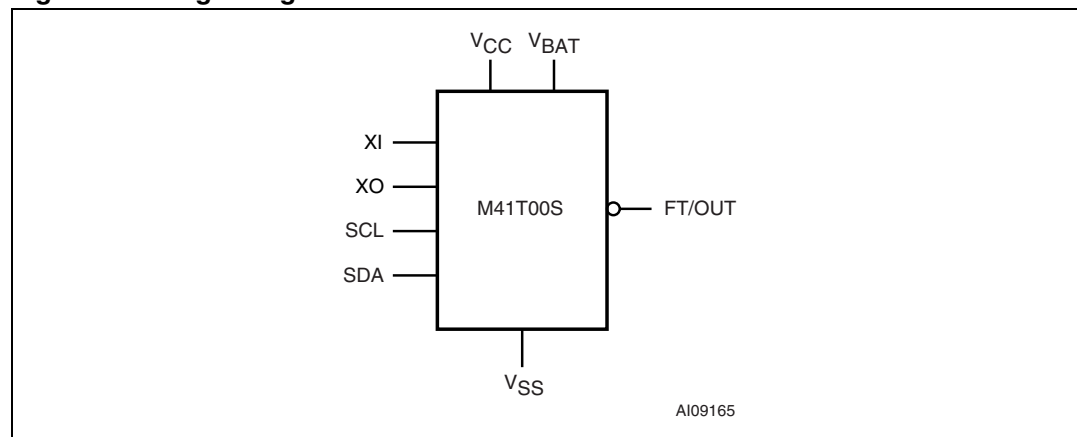 VCC VBAT
XI
XO
M41T00S
FT/OUT
SCL
SDA
VSS
AI09165